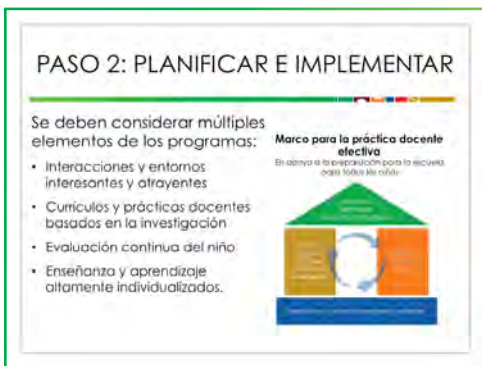 PASO 2: PLANIFICAR E IMPLEMENTAR
Se deben considerar múltiples
elementos de los programas:
• Interacciones y entornos
interesantes y atrayentes
• Currículos y prácticas docentes
basados en la investigación
• Evaluación continua del niño
• Enseñanza y aprendizaje
altamente individualizados.
Marco para la práctica docente
efectiva
En apoyo a la preparación para la escuela
para todos los niños